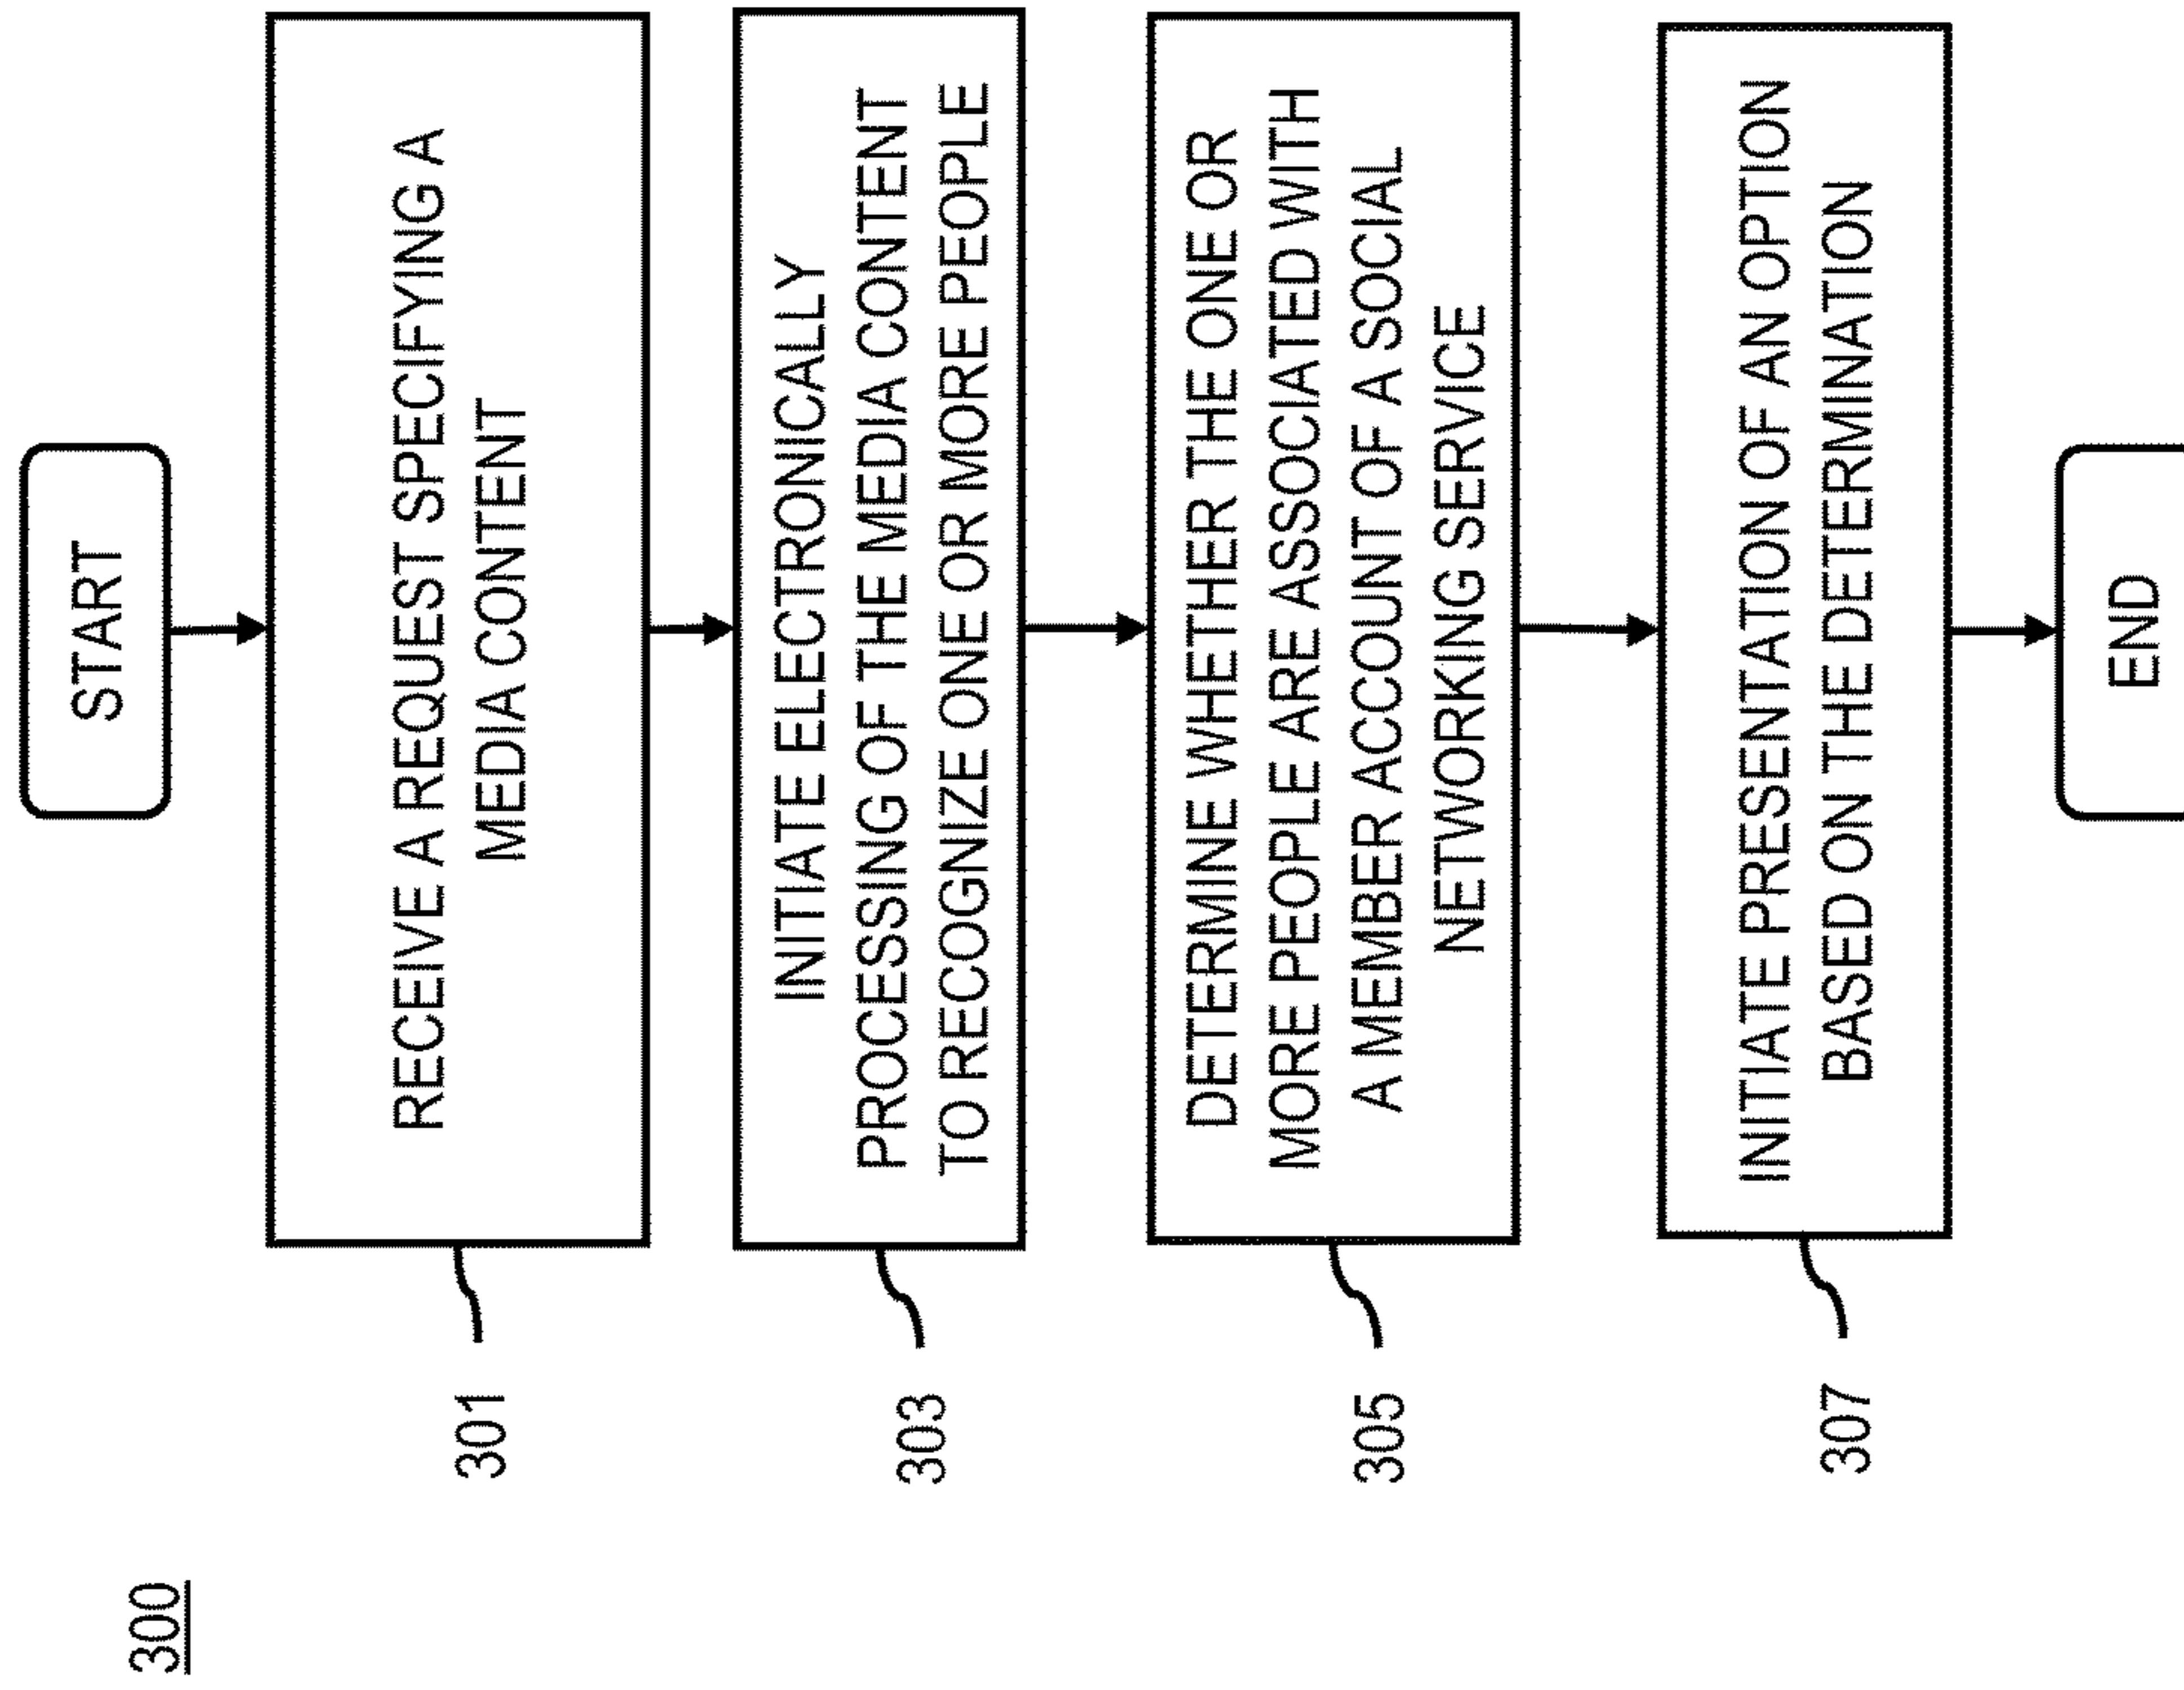 300
START
301
RECEIVE A REQUEST SPECIFYING A
MEDIA CONTENT
303
INITIATE ELECTRONICALLY
PROCESSING OF THE MEDIA CONTENT
TO RECOGNIZE ONE OR MORE PEOPLE
305
DETERMINE WHETHER THE ONE OR
MORE PEOPLE ARE ASSOCIATED WITH
A MEMBER ACCOUNT OF A SOCIAL
NETWORKING SERVICE
307
INITIATE PRESENTATION OF AN OPTION
BASED ON THE DETERMINATION
END